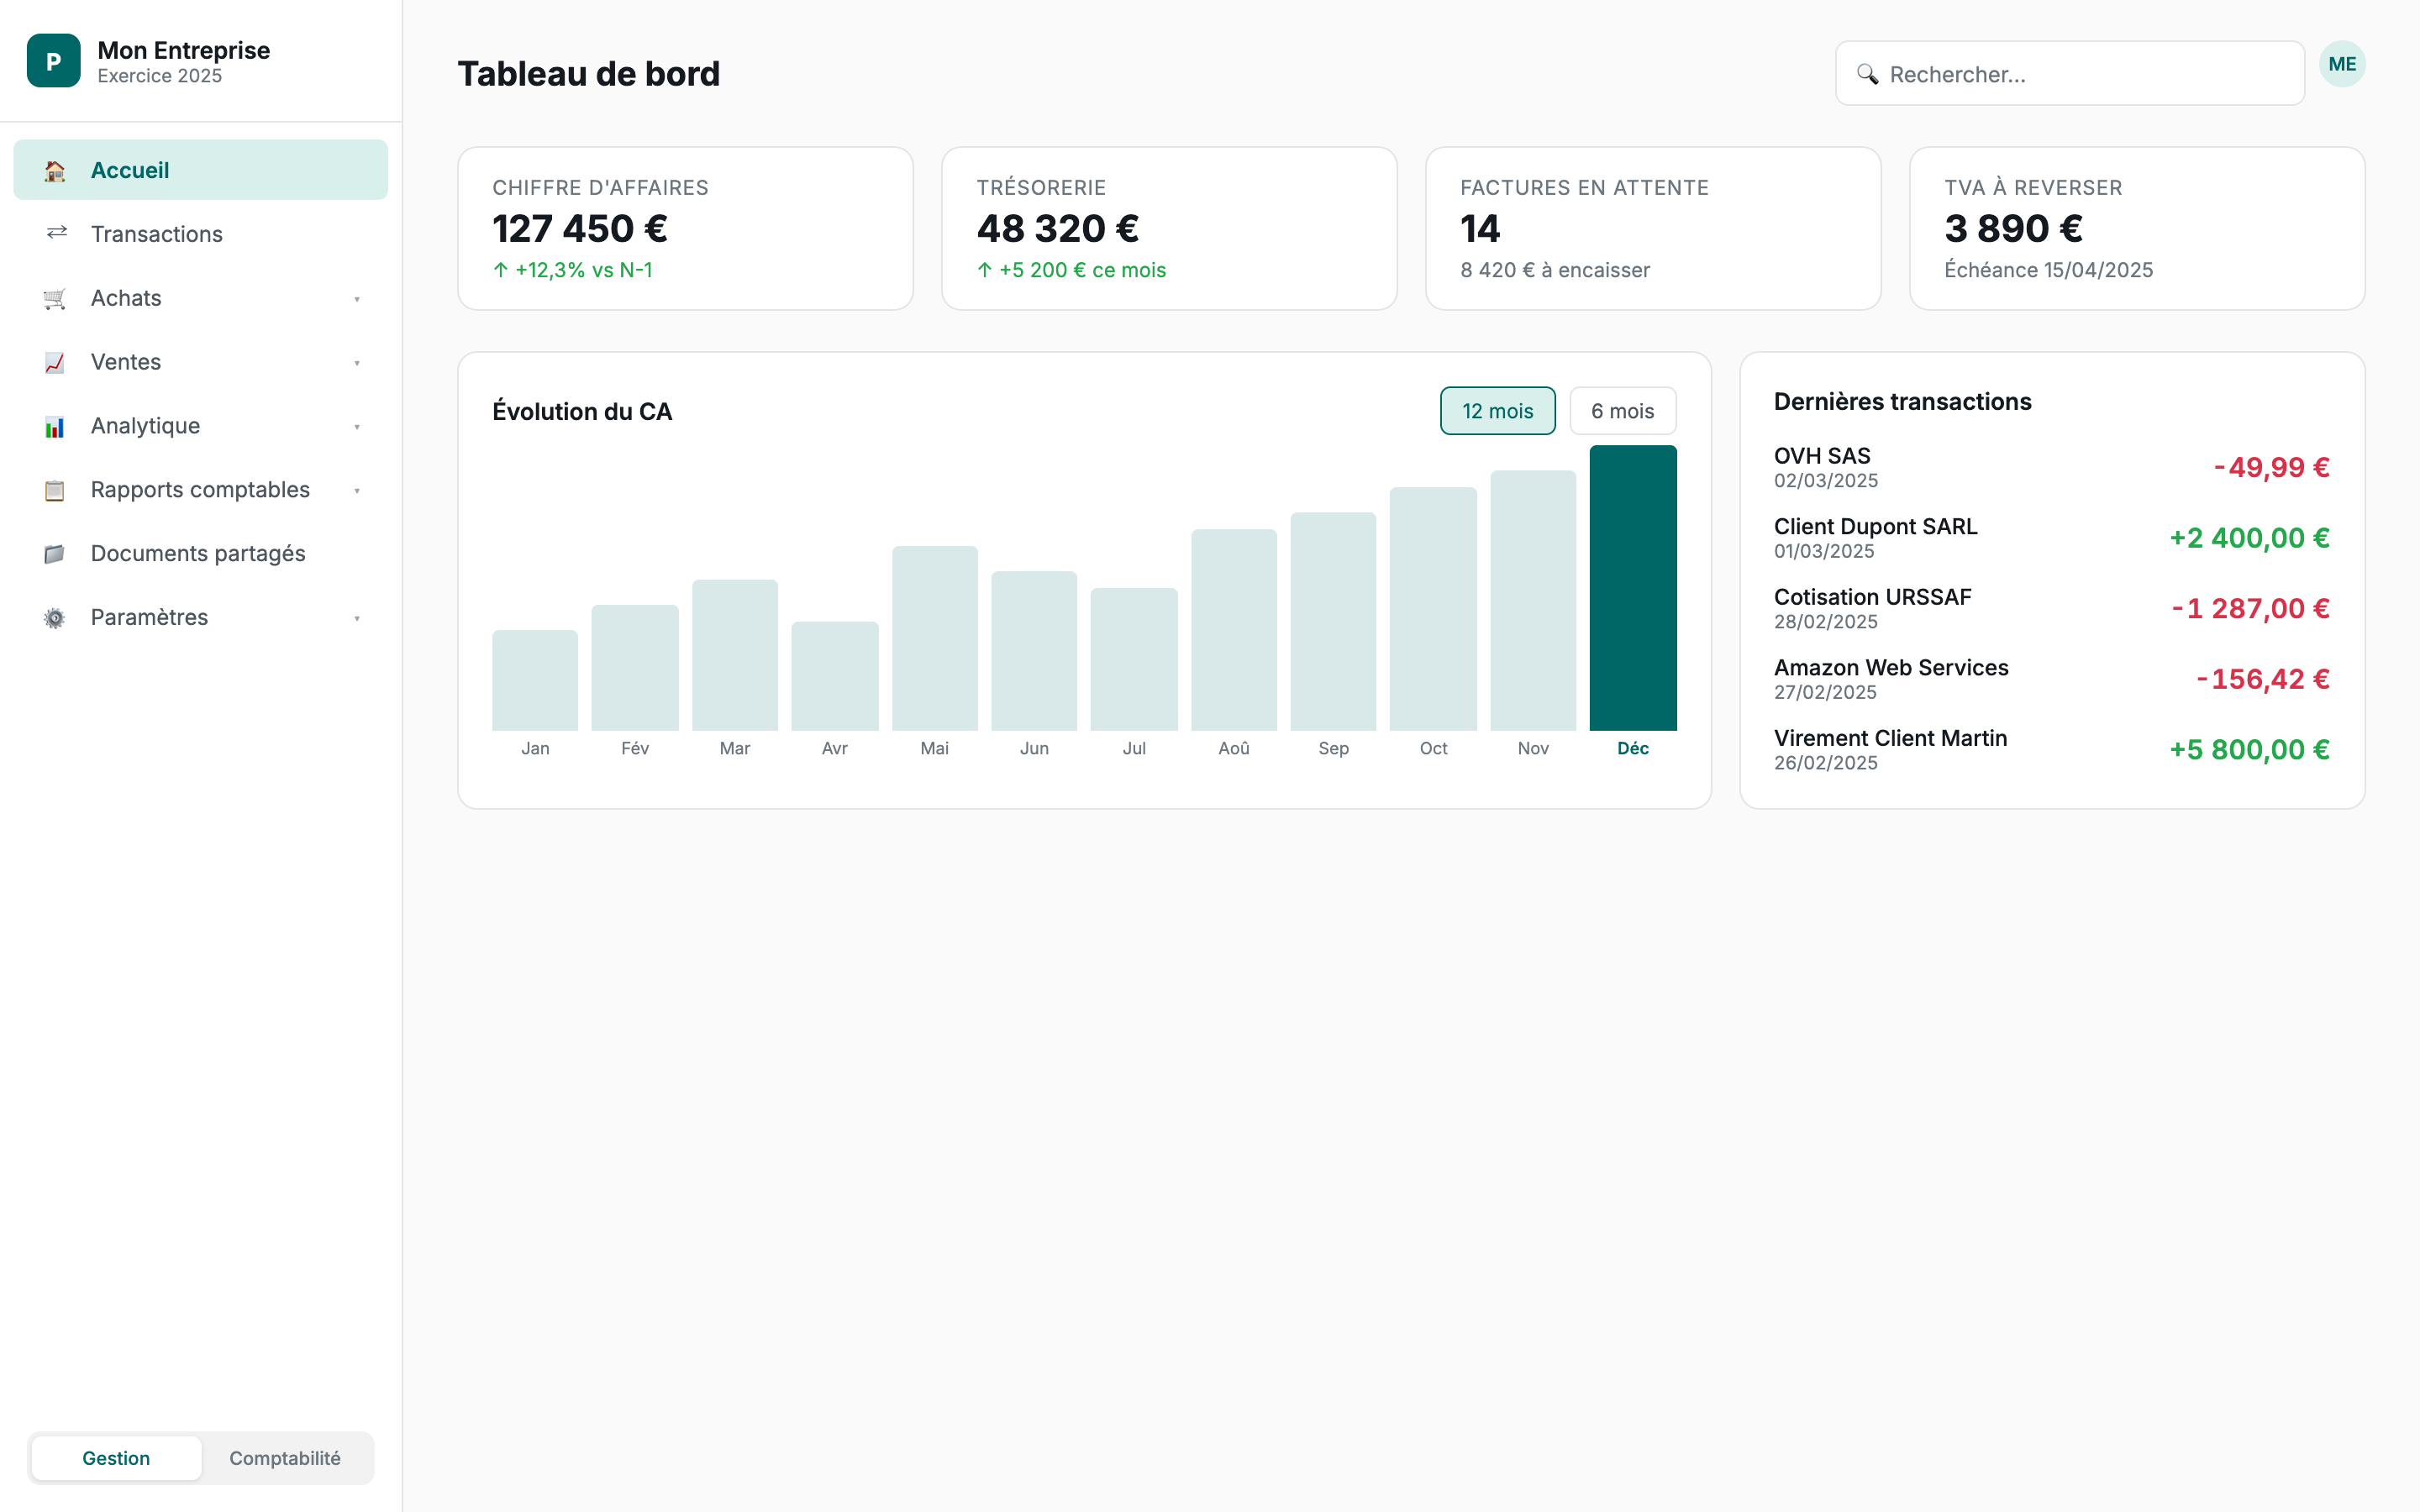 P
Mon Entreprise
Exercice 2025
Accueil
Transactions
Achats
Ventes
Analytique
Rapports comptables
Documents partagés
Paramètres
Gestion
Comptabilité
Tableau de bord
Rechercher...
ME
CHIFFRE D'AFFAIRES
127 450 €
↑ +12,3% vs N-1
TRÉSORERIE
48 320 €
↑ +5 200 € ce mois
FACTURES EN ATTENTE
14
8 420 € à encaisser
TVA À REVERSER
3 890 €
Échéance 15/04/2025
Évolution du CA
12 mois
6 mois
Jan
Fév
Mar
Avr
Mai
Jun
Jul
Aoû
Sep
Oct
Nov
Déc
Dernières transactions
OVH SAS
02/03/2025
-49,99 €
Client Dupont SARL
01/03/2025
+2 400,00 €
Cotisation URSSAF
28/02/2025
-1 287,00 €
Amazon Web Services
27/02/2025
-156,42 €
Virement Client Martin
26/02/2025
+5 800,00 €